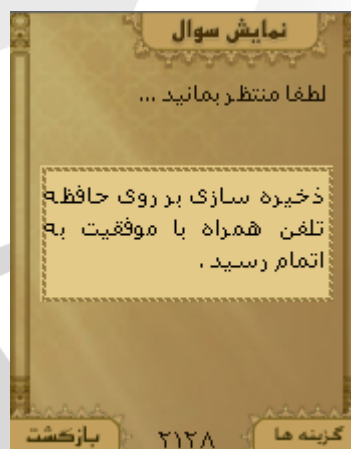 نمایش سوال
لطفا منتظر بمانید ...
ذخیره سازی بر روی حافظه
تلفن همراه با موفقیت به
اتمام رسید .
گزینه ها
۲۱۲۸
بازگشت